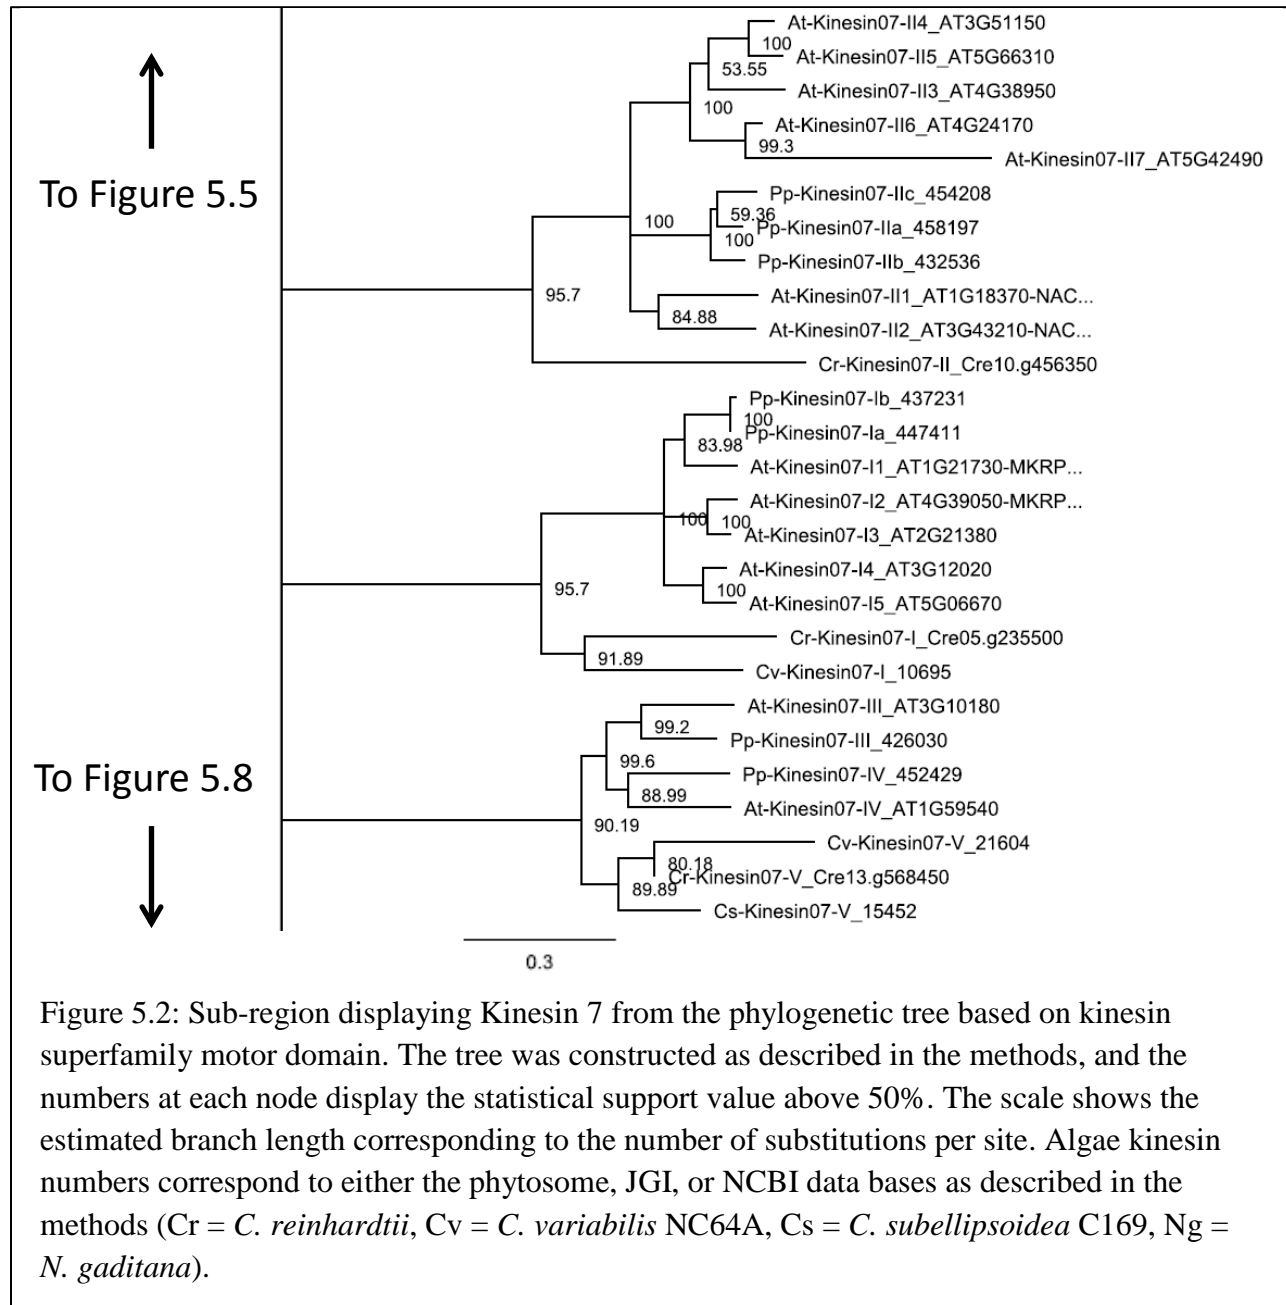 At-Kinesin07-II4_AT3G51150
100
At-Kinesin07-II5_AT5G66310
53.55
At-Kinesin07-II3_AT4G38950
100
At-Kinesin07-II6_AT4G24170
99.3
At-Kinesin07-II7_AT5G42490
To Figure 5.5
Pp-Kinesin07-IIc_454208
59.36
100
Pp-Kinesin07-IIa_458197
100
Pp-Kinesin07-IIb_432536
95.7
At-Kinesin07-II1_AT1G18370-NAC...
84.88
At-Kinesin07-II2_AT3G43210-NAC...
Cr-Kinesin07-II_Cre10.g456350
Pp-Kinesin07-Ib_437231
100
Pp-Kinesin07-Ia_447411
83.98
At-Kinesin07-I1_AT1G21730-MKRP...
At-Kinesin07-I2_AT4G39050-MKRP...
100
100
At-Kinesin07-I3_AT2G21380
At-Kinesin07-I4_AT3G12020
95.7
100
At-Kinesin07-I5_AT5G06670
Cr-Kinesin07-I_Cre05.g235500
91.89
Cv-Kinesin07-I_10695
At-Kinesin07-III_AT3G10180
99.2
Pp-Kinesin07-III_426030
99.6
To Figure 5.8
Pp-Kinesin07-IV_452429
88.99
At-Kinesin07-IV_AT1G59540
90.19
Cv-Kinesin07-V_21604
80.18
Cr-Kinesin07-V_Cre13.g568450
89.89
Cs-Kinesin07-V_15452
0.3
Figure 5.2: Sub-region displaying Kinesin 7 from the phylogenetic tree based on kinesin
superfamily motor domain. The tree was constructed as described in the methods, and the
numbers at each node display the statistical support value above 50%. The scale shows the
estimated branch length corresponding to the number of substitutions per site. Algae kinesin
numbers correspond to either the phytosome, JGI, or NCBI data bases as described in the
methods (Cr = C. reinhardtii, Cv = C. variabilis NC64A, Cs = C. subellipsoidea C169, Ng =
N. gaditana).